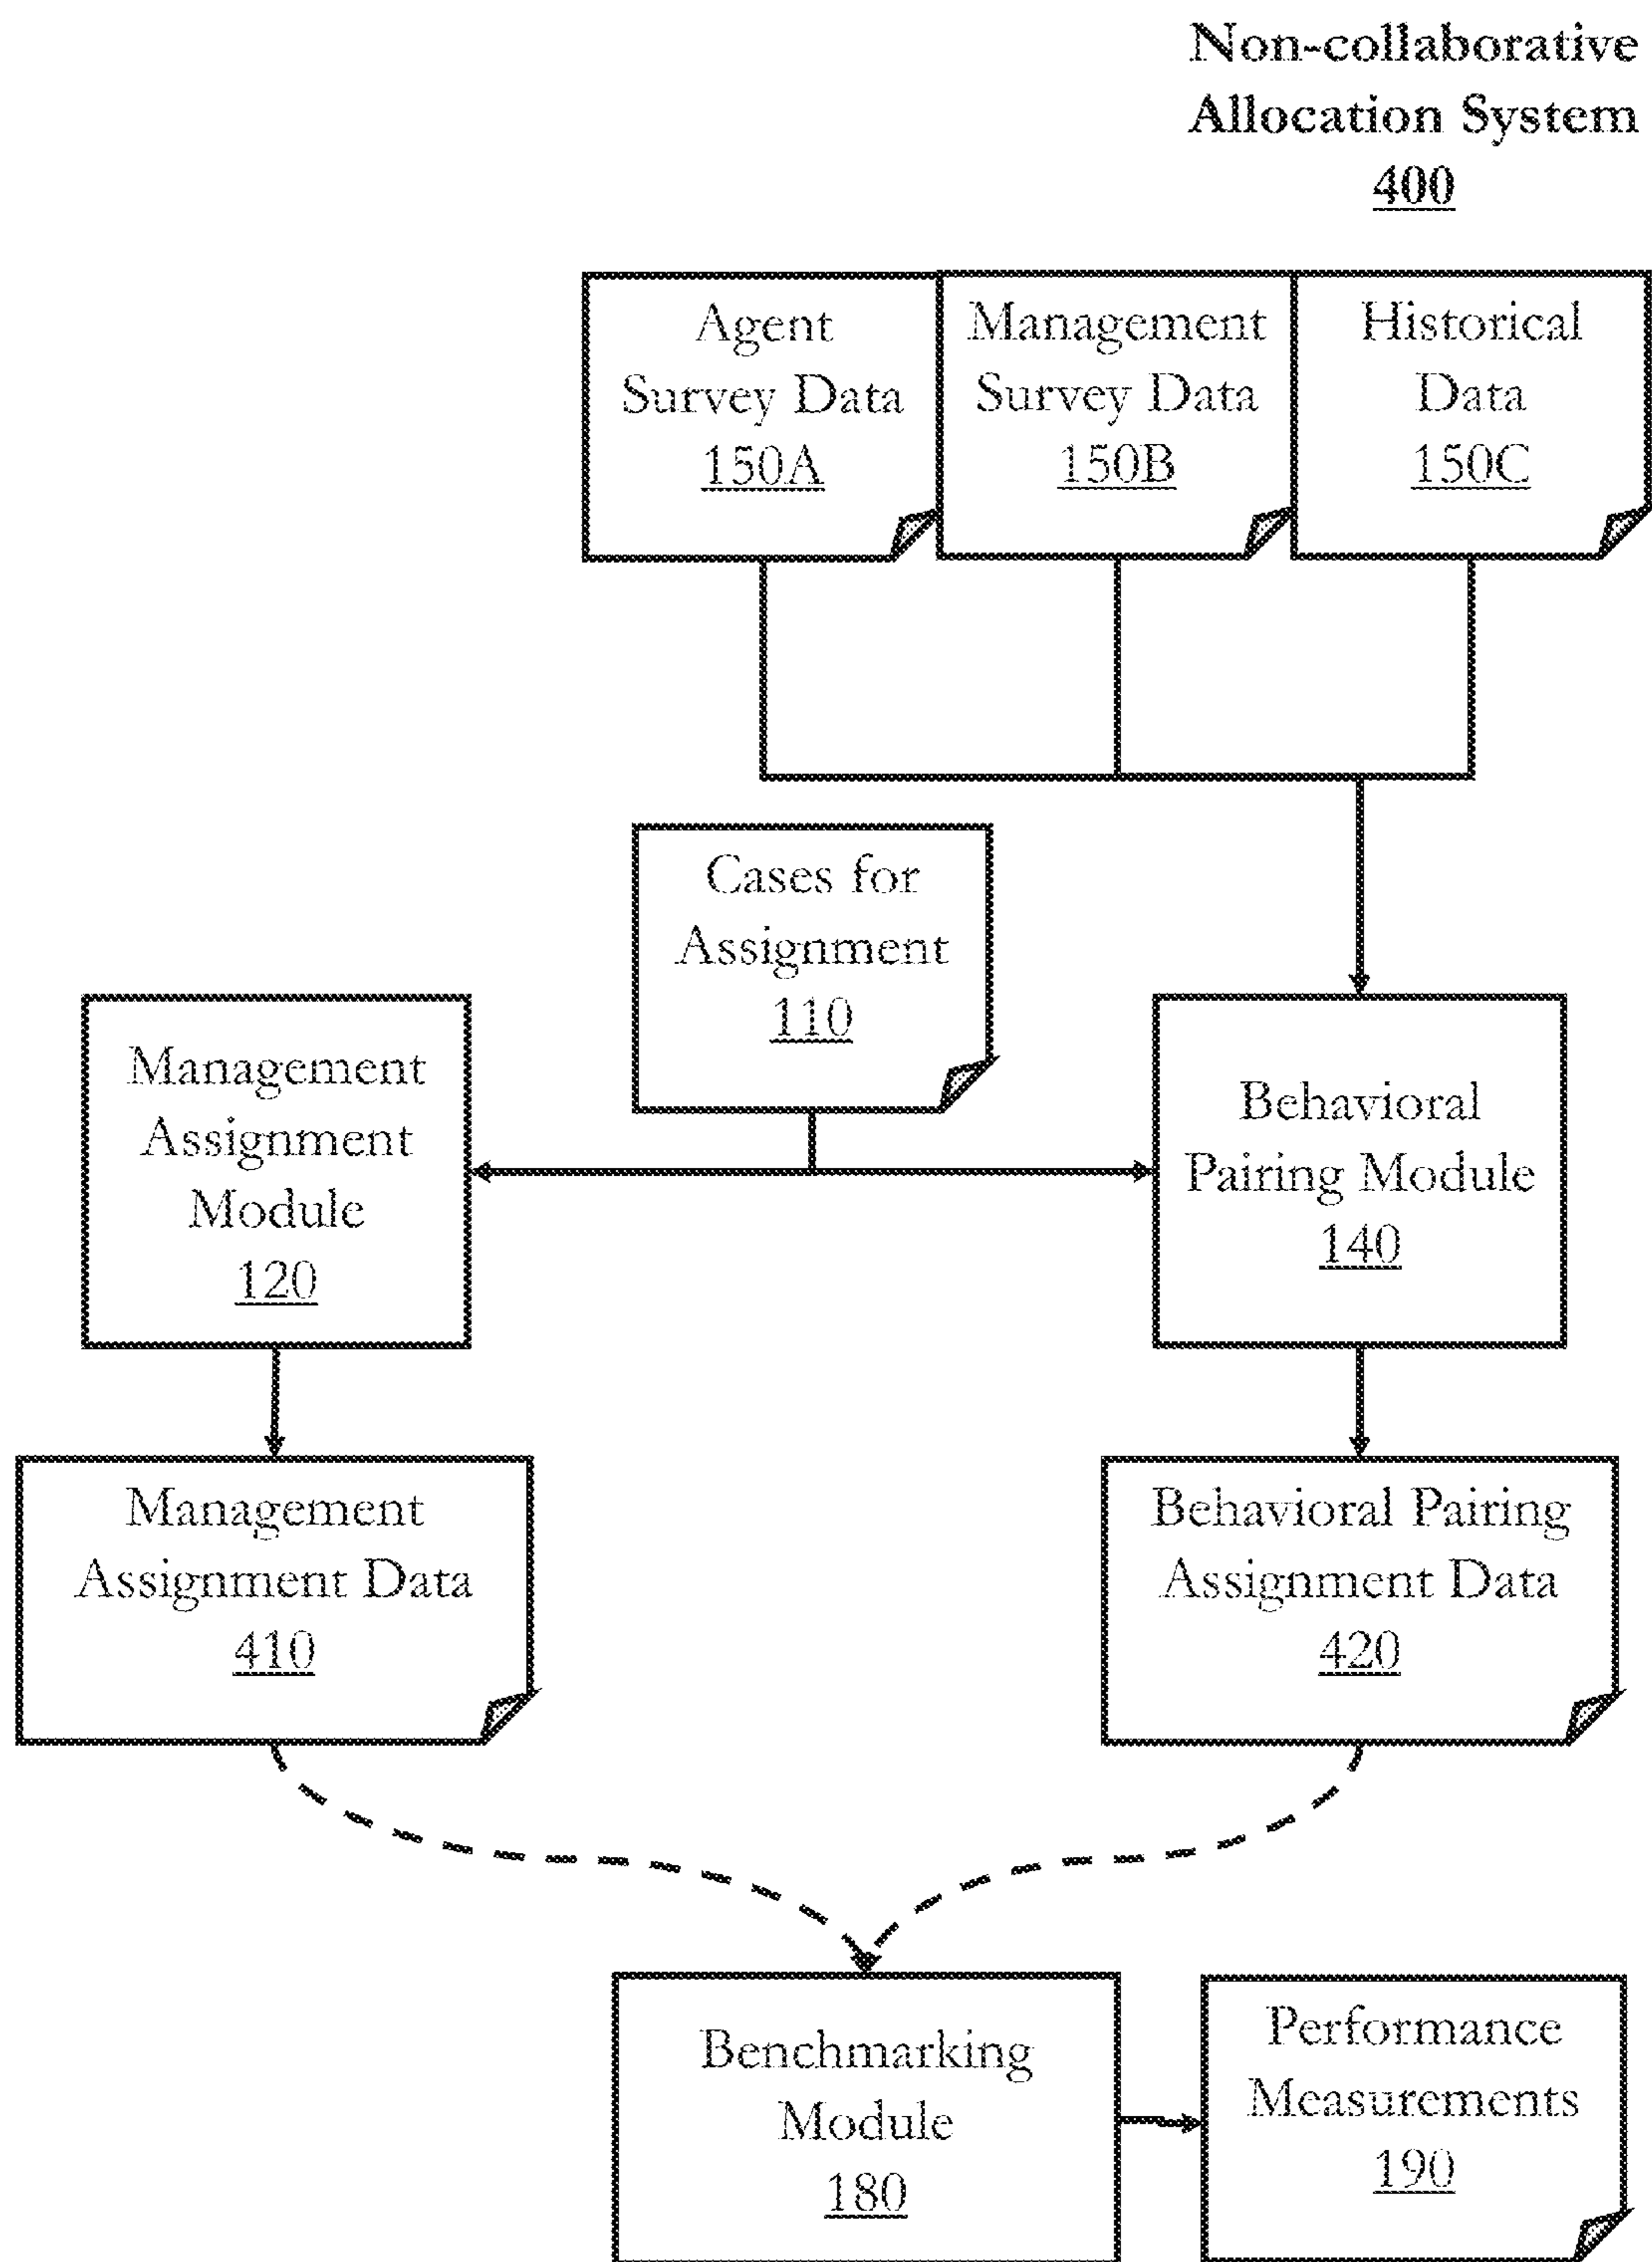 Non-collaborative
Allocation System
400
Agent
Survey Data
150A
Management
Survey Data
150B
Historical
Data
150C
Cases for
Assignment
110
Management
Assignment
Module
120
Behavioral
Pairing Module
140
Management
Assignment Data
410
Behavioral Pairing
Assignment Data
420
Benchmarking
Module
180
Performance
Measurements
190